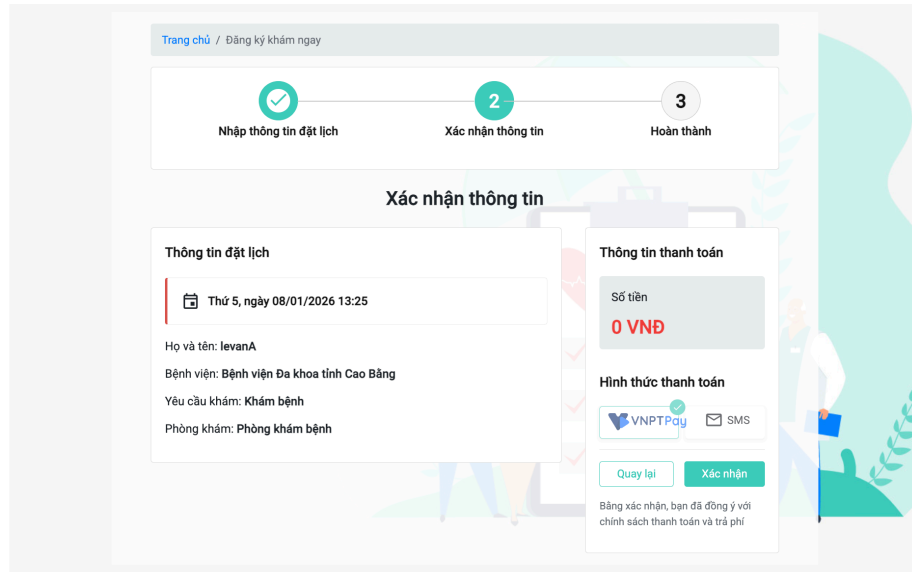 Trang chủ / Đăng ký khám ngay
2
3
Nhập thông tin đặt lịch
Xác nhận thông tin
Hoàn thành
Xác nhận thông tin
Thông tin đặt lịch
Thứ 5, ngày 08/01/2026 13:25
Họ và tên: levanA
Bệnh viện: Bệnh viện Đa khoa tỉnh Cao Bằng
Yêu cầu khám: Khám bệnh
Phòng khám: Phòng khám bệnh
Thông tin thanh toán
Số tiền
0 VNĐ
Hình thức thanh toán
VNPTPay
SMS
Quay lại
Xác nhận
Bằng xác nhận, bạn đã đồng ý với
chính sách thanh toán và trả phí